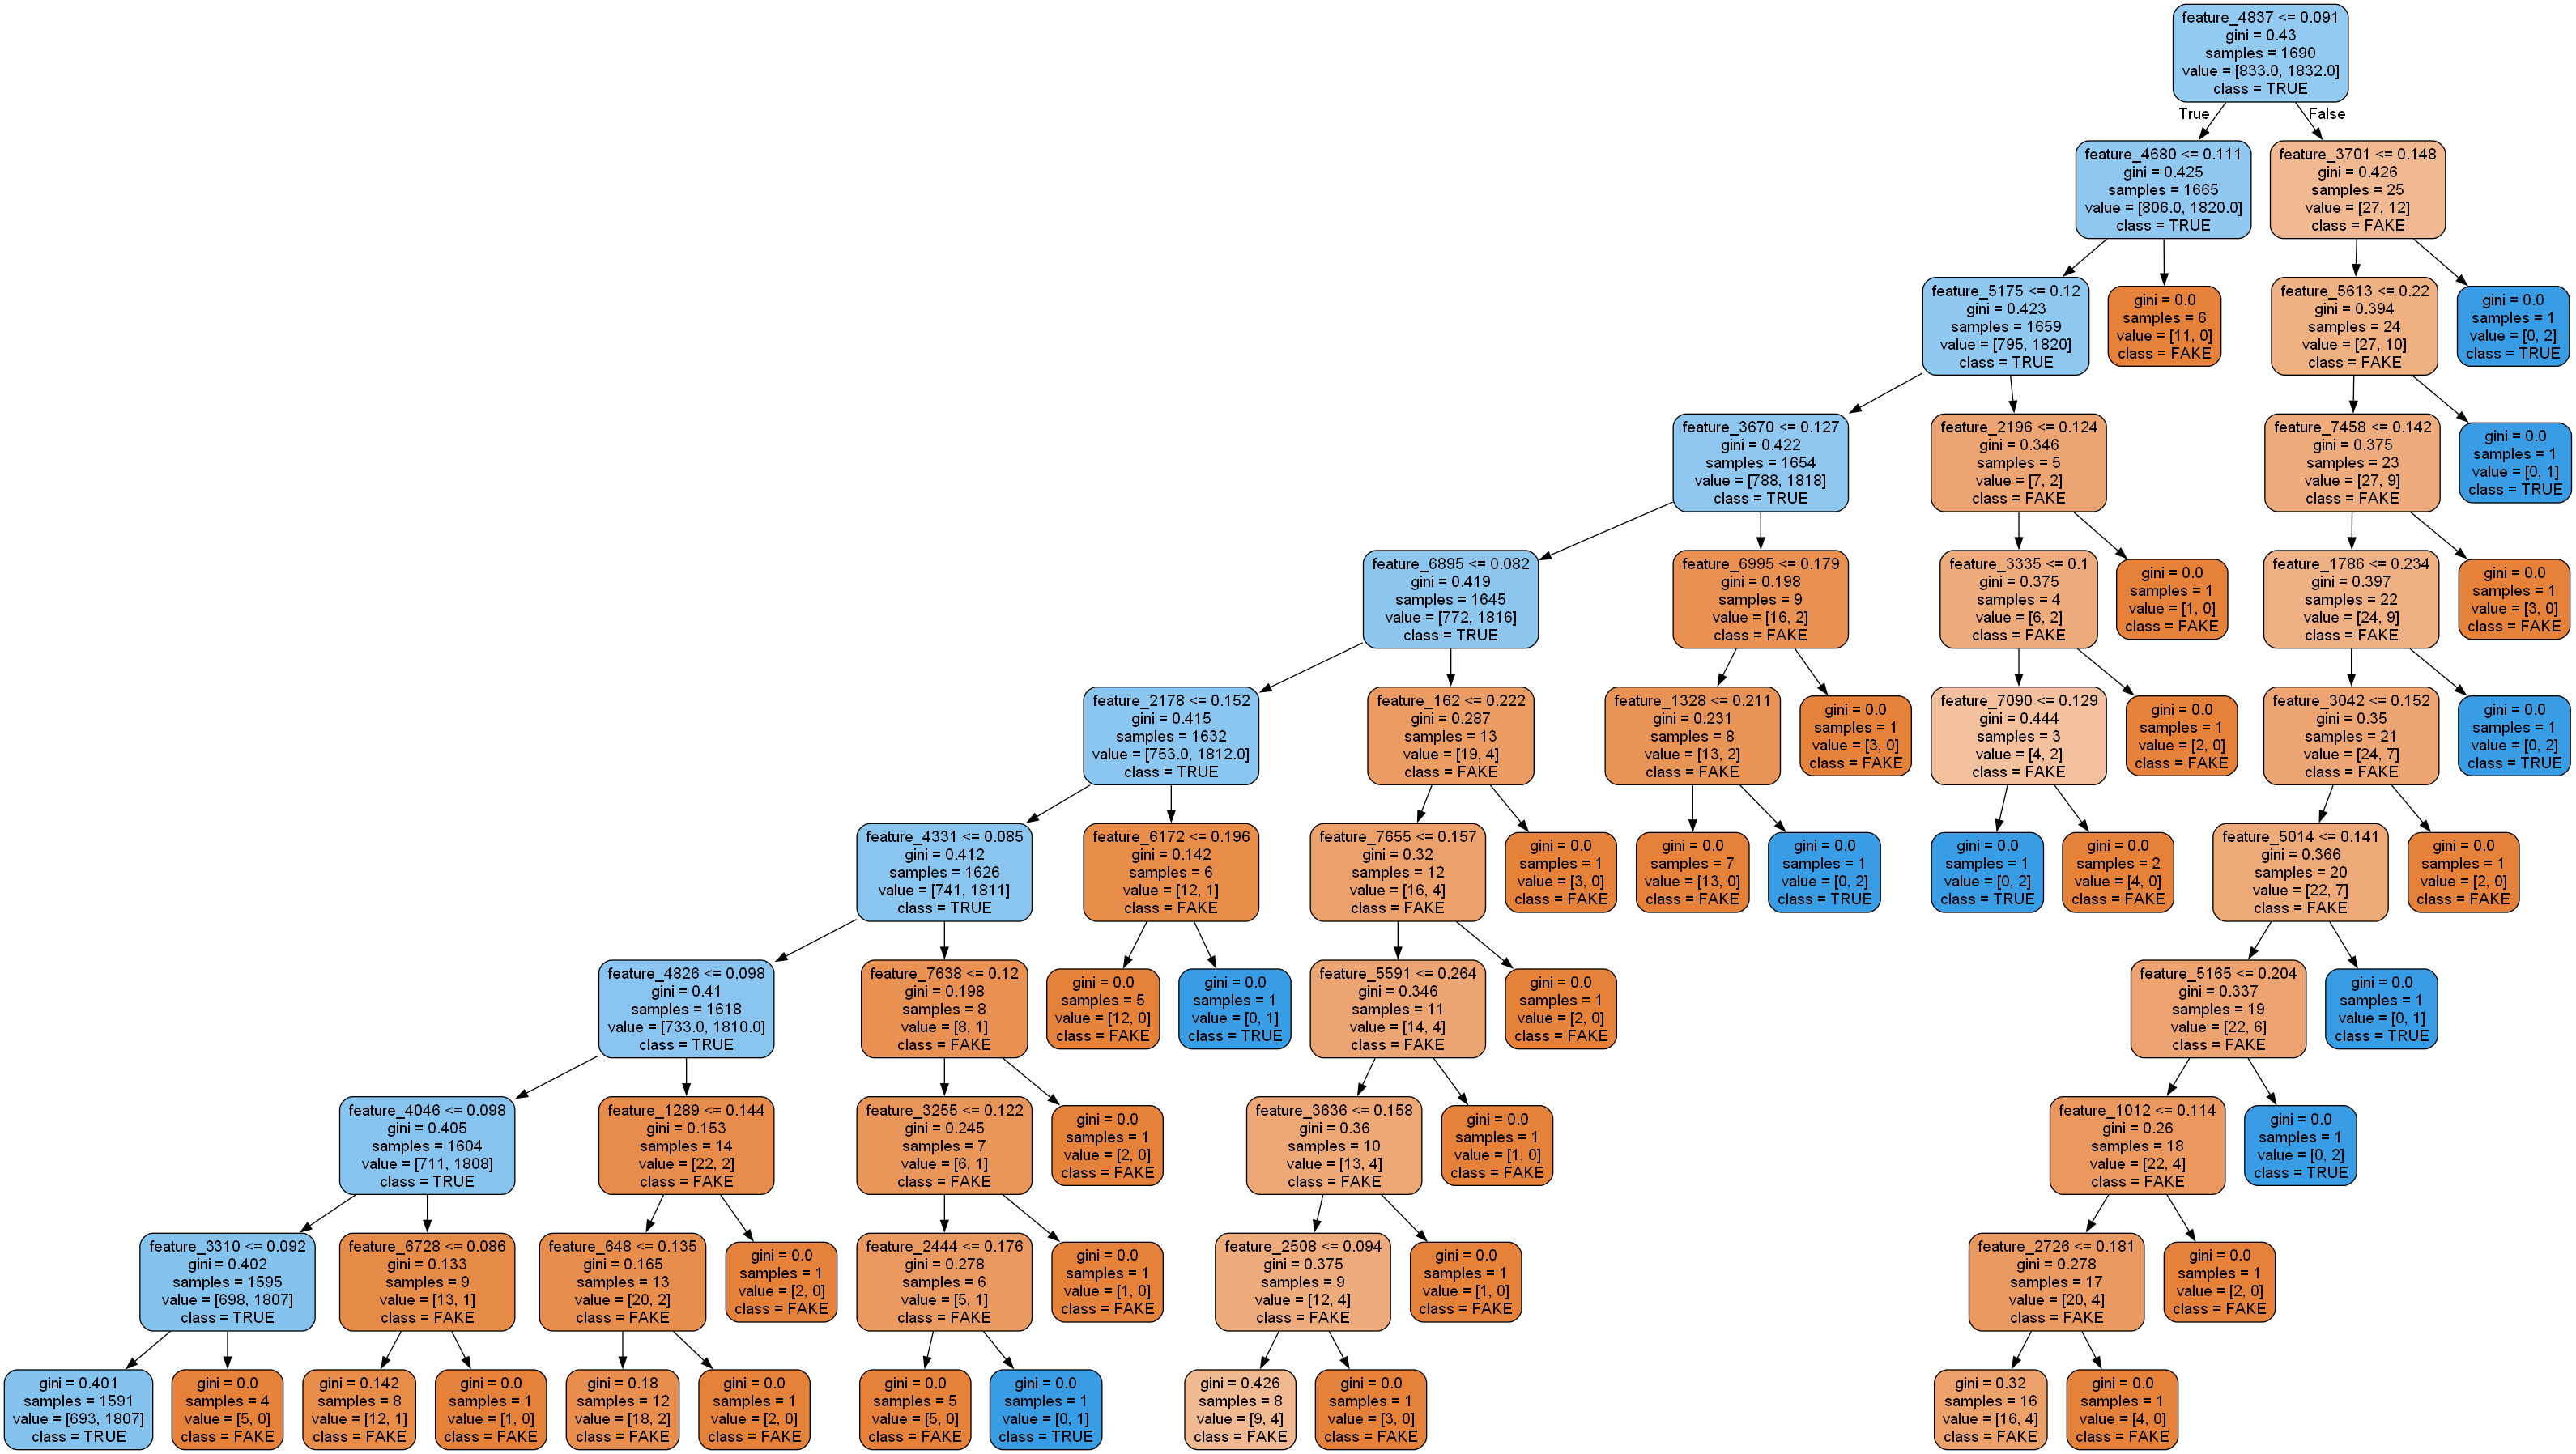 feature_4837 <= 0.091
gini = 0.43
samples = 1690
value = [833.0, 1832.0]
class = TRUE
True
False
feature_4680 <= 0.111
gini = 0.425
samples = 1665
value = [806.0, 1820.0]
class = TRUE
feature_3701 <= 0.148
gini = 0.426
samples = 25
value = [27, 12]
class = FAKE
feature_5175 <= 0.12
gini = 0.423
samples = 1659
value = [795, 1820]
class = TRUE
gini = 0.0
samples = 6
value = [11, 0]
class = FAKE
feature_5613 <= 0.22
gini = 0.394
samples = 24
value = [27, 10]
class = FAKE
gini = 0.0
samples = 1
value = [0, 2]
class = TRUE
feature_3670 <= 0.127
gini = 0.422
samples = 1654
value = [788, 1818]
class = TRUE
feature_2196 <= 0.124
gini = 0.346
samples = 5
value = [7, 2]
class = FAKE
feature_7458 <= 0.142
gini = 0.375
samples = 23
value = [27, 9]
class = FAKE
gini = 0.0
samples = 1
value = [0, 1]
class = TRUE
feature_6895 <= 0.082
gini = 0.419
samples = 1645
value = [772, 1816]
class = TRUE
feature_6995 <= 0.179
gini = 0.198
samples = 9
value = [16, 2]
class = FAKE
feature_3335 <= 0.1
gini = 0.375
samples = 4
value = [6, 2]
class = FAKE
gini = 0.0
samples = 1
value = [1, 0]
class = FAKE
feature_1786 <= 0.234
gini = 0.397
samples = 22
value = [24, 9]
class = FAKE
gini = 0.0
samples = 1
value = [3, 0]
class = FAKE
feature_2178 <= 0.152
gini = 0.415
samples = 1632
value = [753.0, 1812.0]
class = TRUE
feature_162 <= 0.222
gini = 0.287
samples = 13
value = [19, 4]
class = FAKE
feature_1328 <= 0.211
gini = 0.231
samples = 8
value = [13, 2]
class = FAKE
gini = 0.0
samples = 1
value = [3, 0]
class = FAKE
feature_7090 <= 0.129
gini = 0.444
samples = 3
value = [4, 2]
class = FAKE
gini = 0.0
samples = 1
value = [2, 0]
class = FAKE
feature_3042 <= 0.152
gini = 0.35
samples = 21
value = [24, 7]
class = FAKE
gini = 0.0
samples = 1
value = [0, 2]
class = TRUE
feature_4331 <= 0.085
gini = 0.412
samples = 1626
value = [741, 1811]
class = TRUE
feature_6172 <= 0.196
gini = 0.142
samples = 6
value = [12, 1]
class = FAKE
feature_7655 <= 0.157
gini = 0.32
samples = 12
value = [16, 4]
class = FAKE
gini = 0.0
samples = 1
value = [3, 0]
class = FAKE
gini = 0.0
samples = 7
value = [13, 0]
class = FAKE
gini = 0.0
samples = 1
value = [0, 2]
class = TRUE
gini = 0.0
samples = 1
value = [0, 2]
class = TRUE
gini = 0.0
samples = 2
value = [4, 0]
class = FAKE
feature_5014 <= 0.141
gini = 0.366
samples = 20
value = [22, 7]
class = FAKE
gini = 0.0
samples = 1
value = [2, 0]
class = FAKE
feature_4826 <= 0.098
gini = 0.41
samples = 1618
value = [733.0, 1810.0]
class = TRUE
feature_7638 <= 0.12
gini = 0.198
samples = 8
value = [8, 1]
class = FAKE
gini = 0.0
samples = 5
value = [12, 0]
class = FAKE
gini = 0.0
samples = 1
value = [0, 1]
class = TRUE
feature_5591 <= 0.264
gini = 0.346
samples = 11
value = [14, 4]
class = FAKE
gini = 0.0
samples = 1
value = [2, 0]
class = FAKE
feature_5165 <= 0.204
gini = 0.337
samples = 19
value = [22, 6]
class = FAKE
gini = 0.0
samples = 1
value = [0, 1]
class = TRUE
feature_4046 <= 0.098
gini = 0.405
samples = 1604
value = [711, 1808]
class = TRUE
feature_1289 <= 0.144
gini = 0.153
samples = 14
value = [22, 2]
class = FAKE
feature_3255 <= 0.122
gini = 0.245
samples = 7
value = [6, 1]
class = FAKE
gini = 0.0
samples = 1
value = [2, 0]
class = FAKE
feature_3636 <= 0.158
gini = 0.36
samples = 10
value = [13, 4]
class = FAKE
gini = 0.0
samples = 1
value = [1, 0]
class = FAKE
feature_1012 <= 0.114
gini = 0.26
samples = 18
value = [22, 4]
class = FAKE
gini = 0.0
samples = 1
value = [0, 2]
class = TRUE
feature_3310 <= 0.092
gini = 0.402
samples = 1595
value = [698, 1807]
class = TRUE
feature_6728 <= 0.086
gini = 0.133
samples = 9
value = [13, 1]
class = FAKE
feature_648 <= 0.135
gini = 0.165
samples = 13
value = [20, 2]
class = FAKE
gini = 0.0
samples = 1
value = [2, 0]
class = FAKE
feature_2444 <= 0.176
gini = 0.278
samples = 6
value = [5, 1]
class = FAKE
gini = 0.0
samples = 1
value = [1, 0]
class = FAKE
feature_2508 <= 0.094
gini = 0.375
samples = 9
value = [12, 4]
class = FAKE
gini = 0.0
samples = 1
value = [1, 0]
class = FAKE
feature_2726 <= 0.181
gini = 0.278
samples = 17
value = [20, 4]
class = FAKE
gini = 0.0
samples = 1
value = [2, 0]
class = FAKE
gini = 0.401
samples = 1591
value = [693, 1807]
class = TRUE
gini = 0.0
samples = 4
value = [5, 0]
class = FAKE
gini = 0.142
samples = 8
value = [12, 1]
class = FAKE
gini = 0.0
samples = 1
value = [1, 0]
class = FAKE
gini = 0.18
samples = 12
value = [18, 2]
class = FAKE
gini = 0.0
samples = 1
value = [2, 0]
class = FAKE
gini = 0.0
samples = 5
value = [5, 0]
class = FAKE
gini = 0.0
samples = 1
value = [0, 1]
class = TRUE
gini = 0.426
samples = 8
value = [9, 4]
class = FAKE
gini = 0.0
samples = 1
value = [3, 0]
class = FAKE
gini = 0.32
samples = 16
value = [16, 4]
class = FAKE
gini = 0.0
samples = 1
value = [4, 0]
class = FAKE